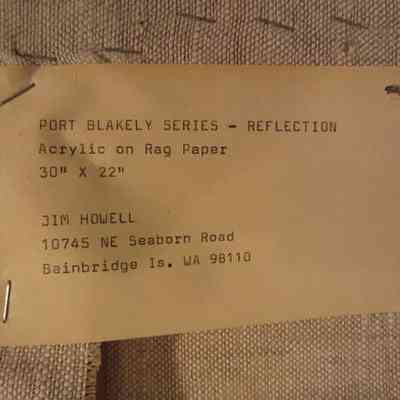 PORT BLAKELY SERIES - REFLECTION
Acrylic on Rag Paper
30" X 22"
JIM HOWELL
10745 NE Seaborn Road
Bainbridge Is. WA 98110